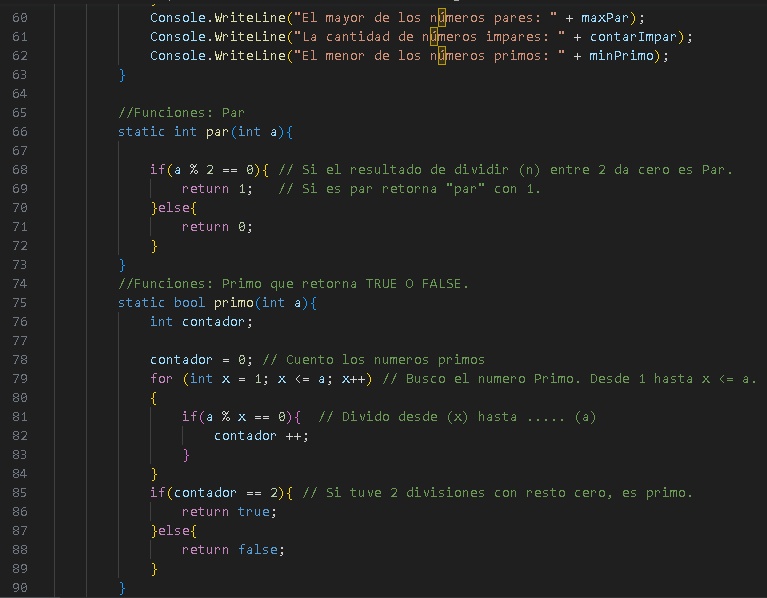 60 Console.WriteLine("El mayor de los números pares: " + maxPar);
61 Console.WriteLine("La cantidad de números impares: " + contarImpar);
62 Console.WriteLine("El menor de los números primos: " + minPrimo);
63 }
64
65 //Funciones: Par
66 static int par(int a){
67
68 if(a % 2 == 0){ // Si el resultado de dividir (n) entre 2 da cero es Par.
69 return 1; // Si es par retorna "par" con 1.
70 }else{
71 return 0;
72 }
73 }
74 //Funciones: Primo que retorna TRUE O FALSE.
75 static bool primo(int a){
76 int contador;
77
78 contador = 0; // Cuento los numeros primos
79 for (int x = 1; x <= a; x++) // Busco el numero Primo. Desde 1 hasta x <= a.
80 {
81 if(a % x == 0){ // Divido desde (x) hasta ..... (a)
82 contador ++;
83 }
84 }
85 if(contador == 2){ // Si tuve 2 divisiones con resto cero, es primo.
86 return true;
87 }else{
88 return false;
89 }
90 }